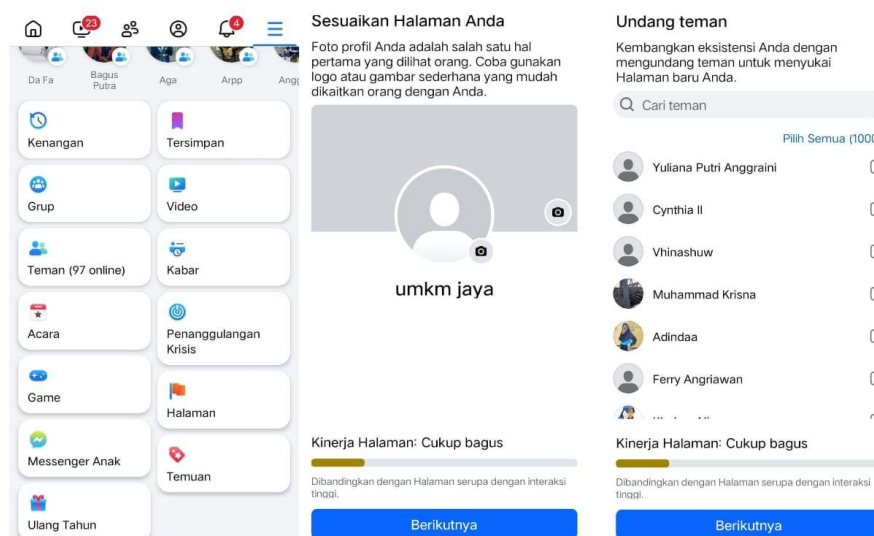 23
4
Da Fa
Bagus
Putra
Aga
Arpp
Kenangan
Tersimpan
Grup
Video
Teman (97 online)
Kabar
Acara
Penanggulangan
Krisis
Game
Halaman
Messenger Anak
Temuan
Ulang Tahun
Sesuaikan Halaman Anda
Foto profil Anda adalah salah satu hal
pertama yang dilihat orang. Coba gunakan
logo atau gambar sederhana yang mudah
dikaitkan orang dengan Anda.
umkm jaya
Kinerja Halaman: Cukup bagus
Dibandingkan dengan Halaman serupa dengan interaksi
tinggi.
Berikutnya
Undang teman
Kembangkan eksistensi Anda dengan
mengundang teman untuk menyukai
Halaman baru Anda.
Cari teman
Pilih Semua (1000
Yuliana Putri Anggraini
Cynthia II
Vhinashuw
Muhammad Krisna
Adindaa
Ferry Angriawan
Kinerja Halaman: Cukup bagus
Dibandingkan dengan Halaman serupa dengan interaksi
tinggi.
Berikutnya